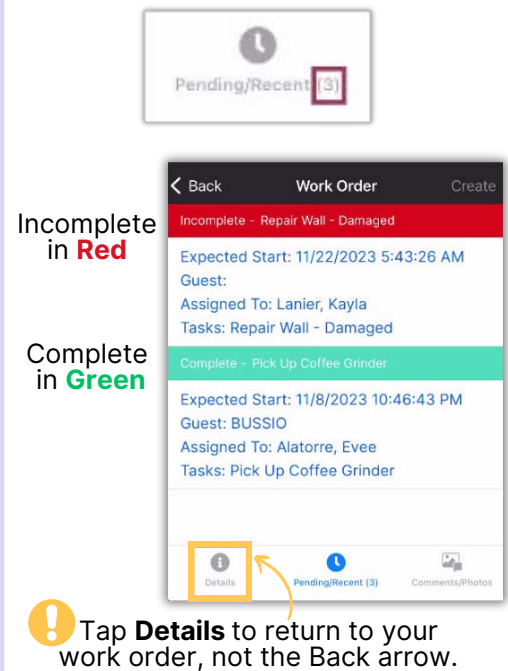 Pending/Recent (3)
Back Work Order Create
Incomplete - Repair Wall - Damaged
Incomplete
in Red
Expected Start: 11/22/2023 5:43:26 AM
Guest:
Assigned To: Lanier, Kayla
Tasks: Repair Wall - Damaged
Complete
in Green
Complete - Pick Up Coffee Grinder
Expected Start: 11/8/2023 10:46:43 PM
Guest: BUSSIO
Assigned To: Alatorre, Evee
Tasks: Pick Up Coffee Grinder
Details Pending/Recent (3) Comments/Photos
! Tap Details to return to your
work order, not the Back arrow.